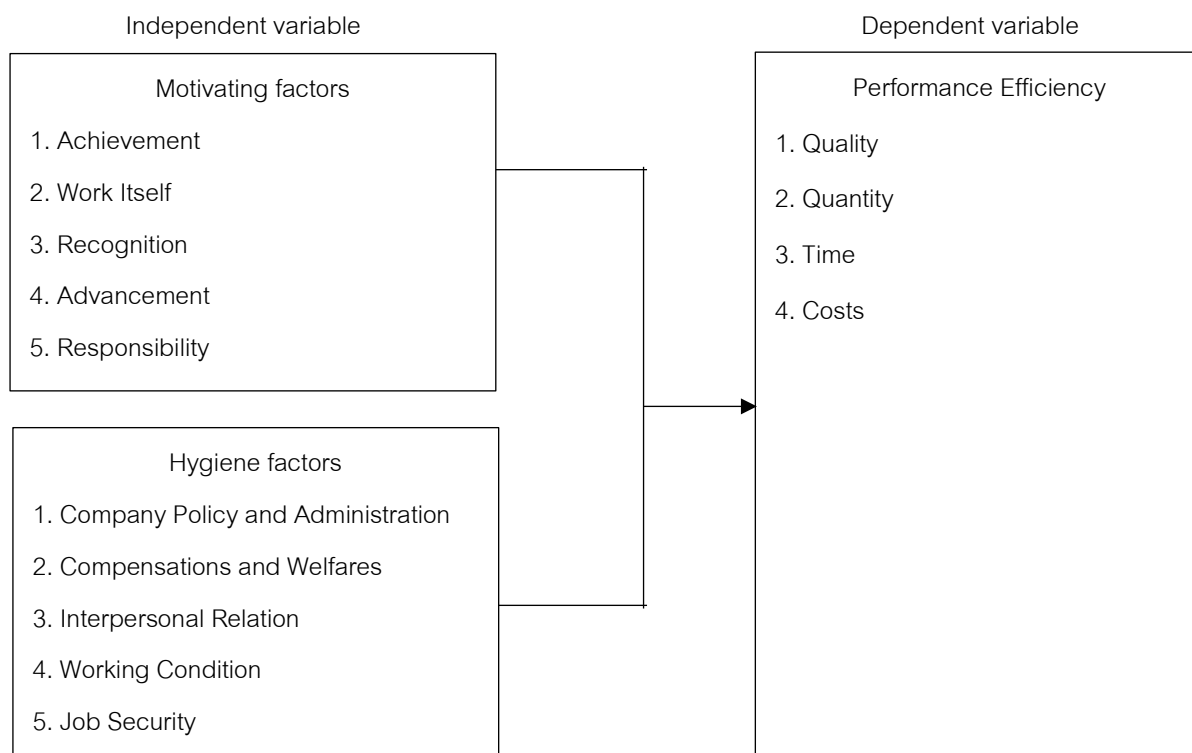 Independent variable
Motivating factors
1. Achievement
2. Work Itself
3. Recognition
4. Advancement
5. Responsibility
Hygiene factors
1. Company Policy and Administration
2. Compensations and Welfares
3. Interpersonal Relation
4. Working Condition
5. Job Security
Dependent variable
Performance Efficiency
1. Quality
2. Quantity
3. Time
4. Costs